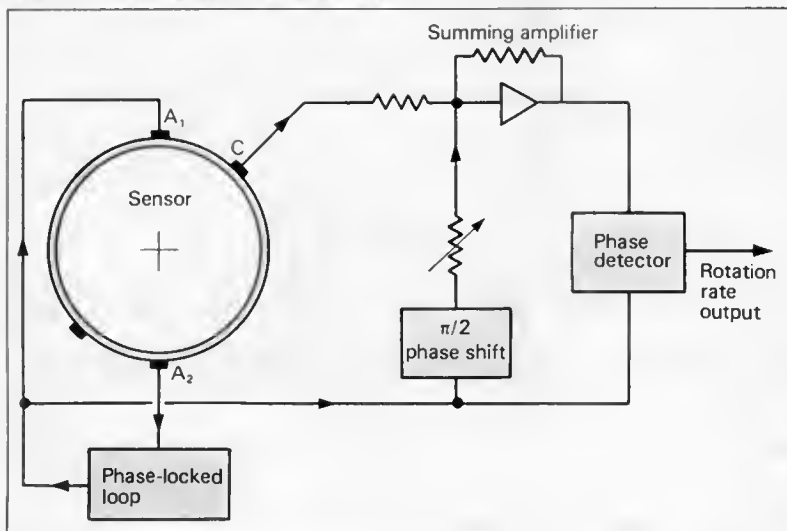 Summing amplifier
A₁
C
Sensor
Phase
detector
Rotation
rate
output
π/2
phase shift
A₂
Phase-locked
loop